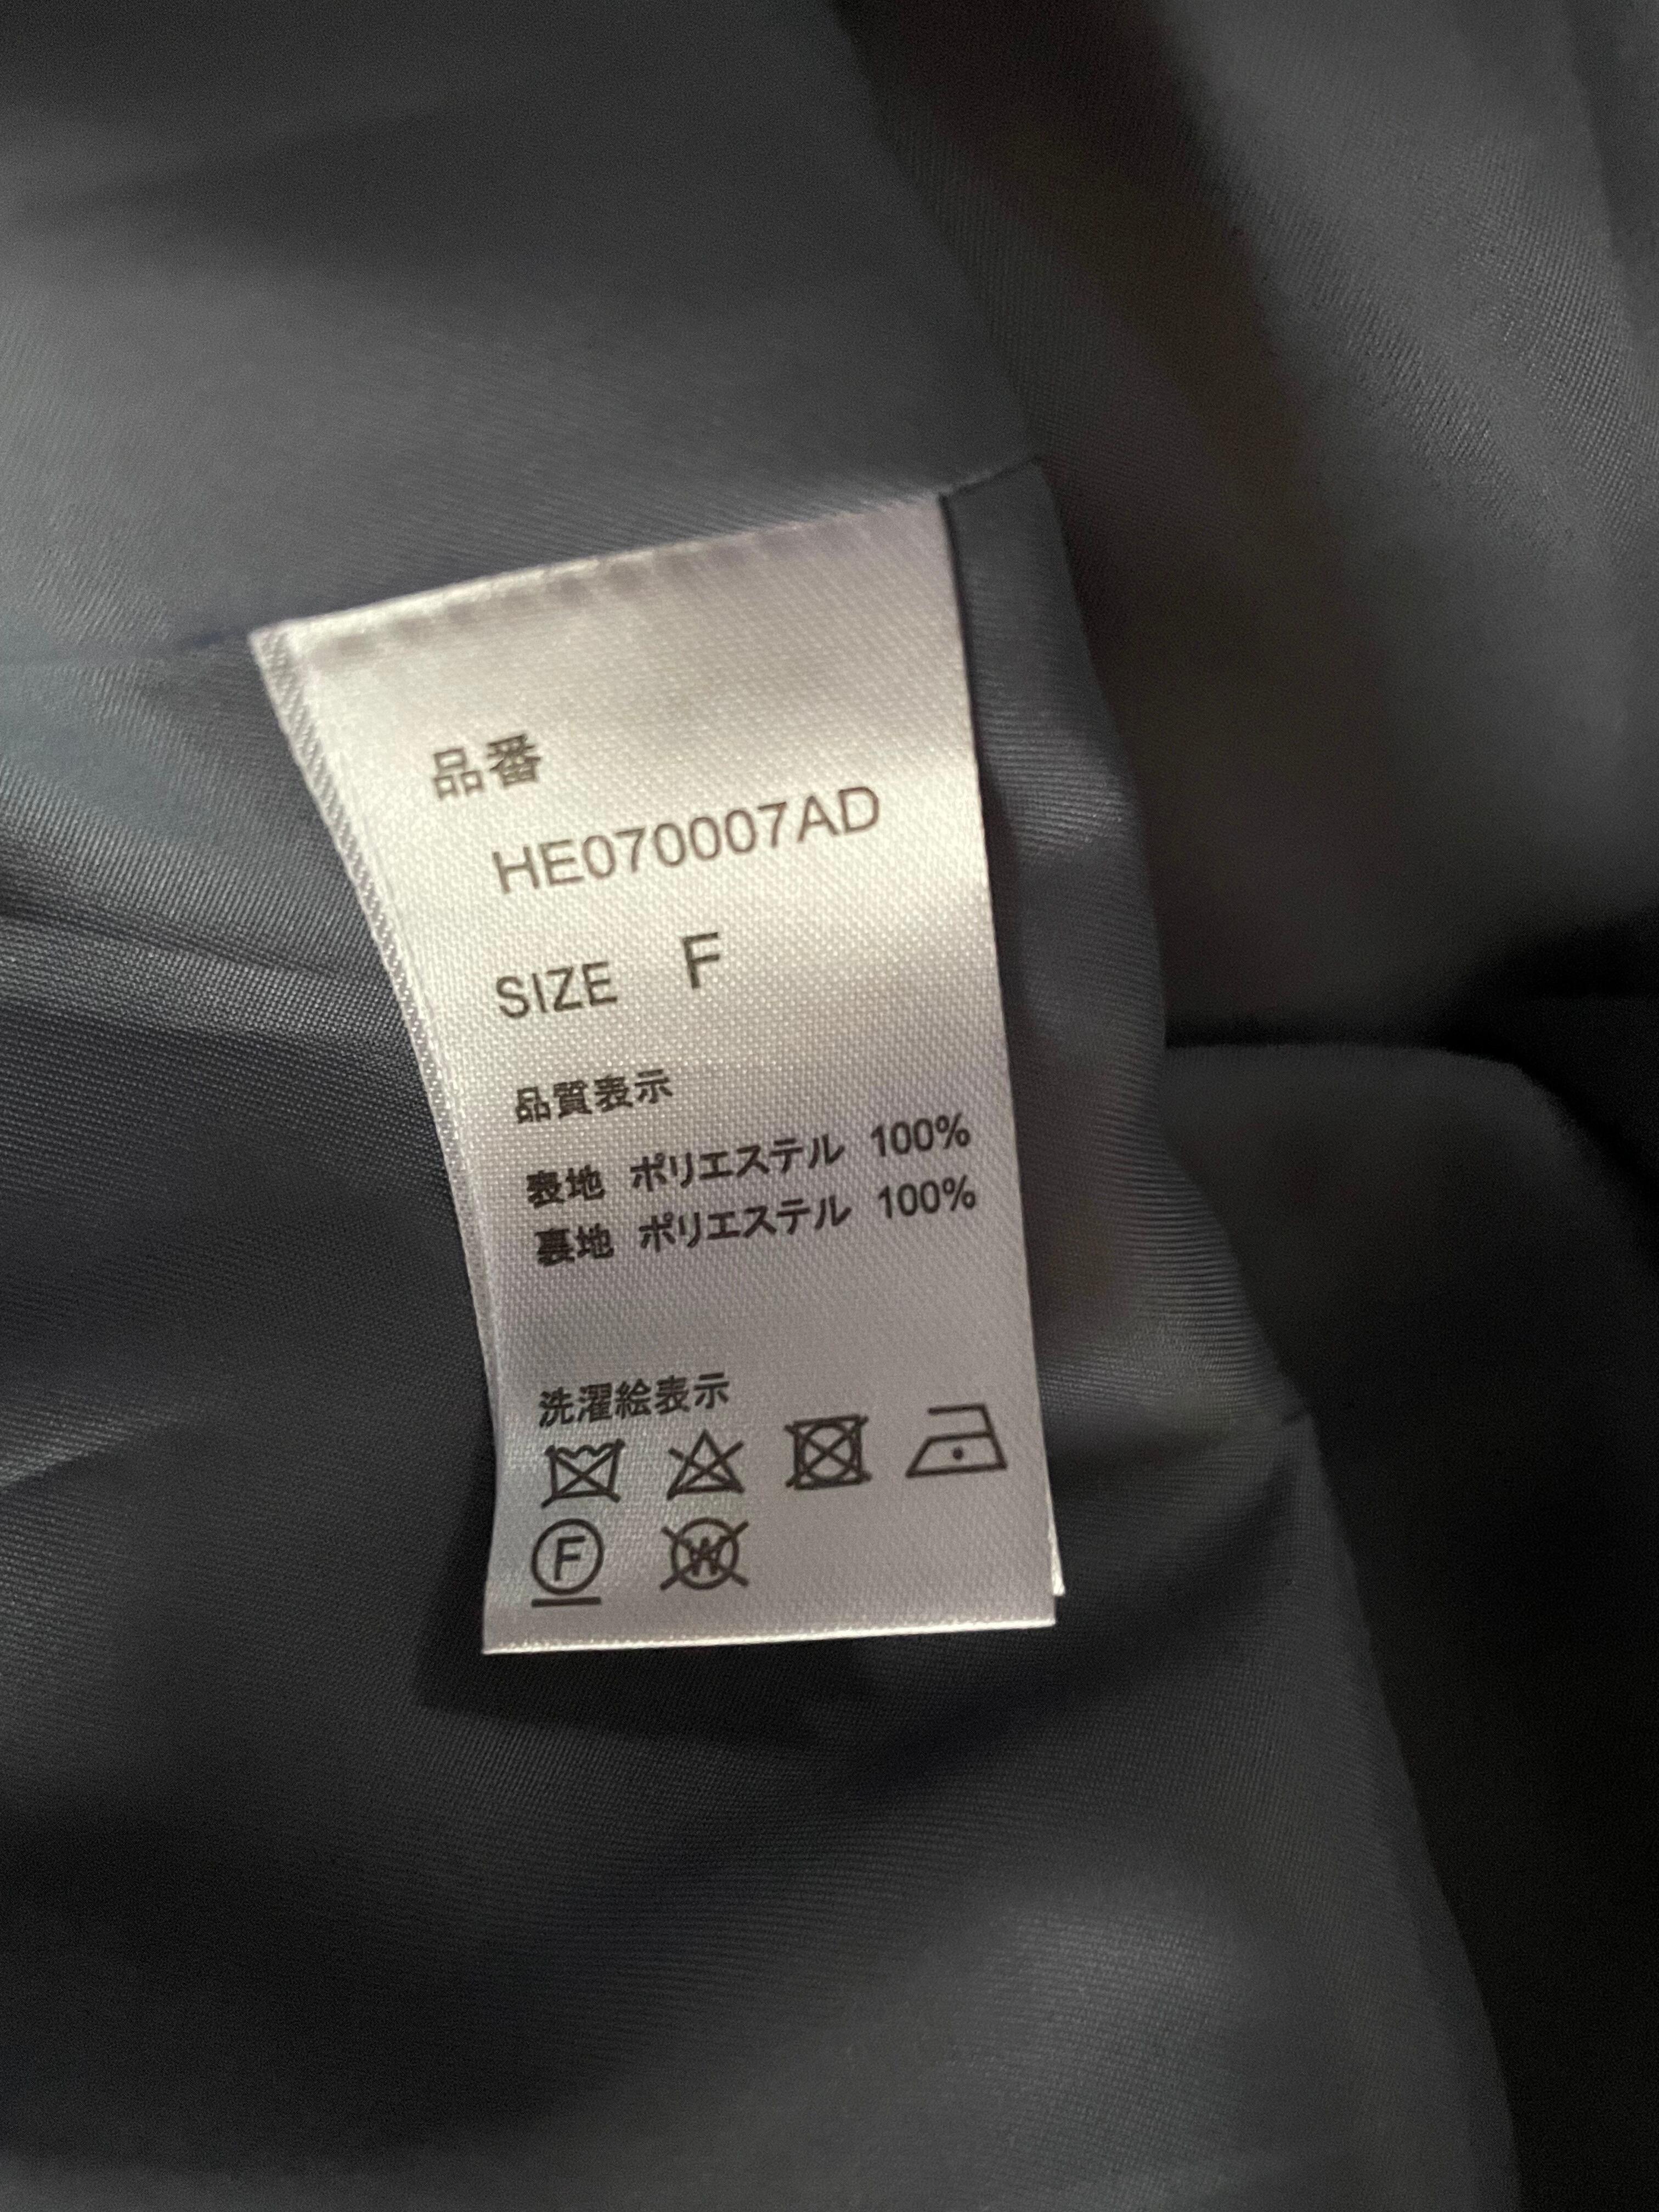 品番
HE070007AD
SIZE F
品質表示
表地 ポリエステル 100%
裏地 ポリエステル 100%
洗濯絵表示
F W